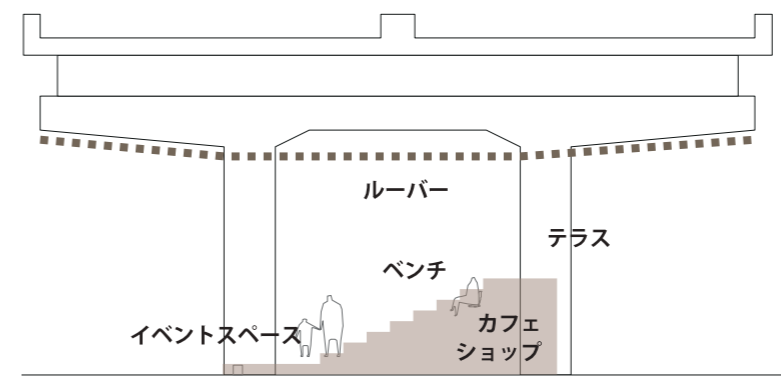 ルーバー
テラス
ベンチ
イベントスペース
カフェ
ショップ